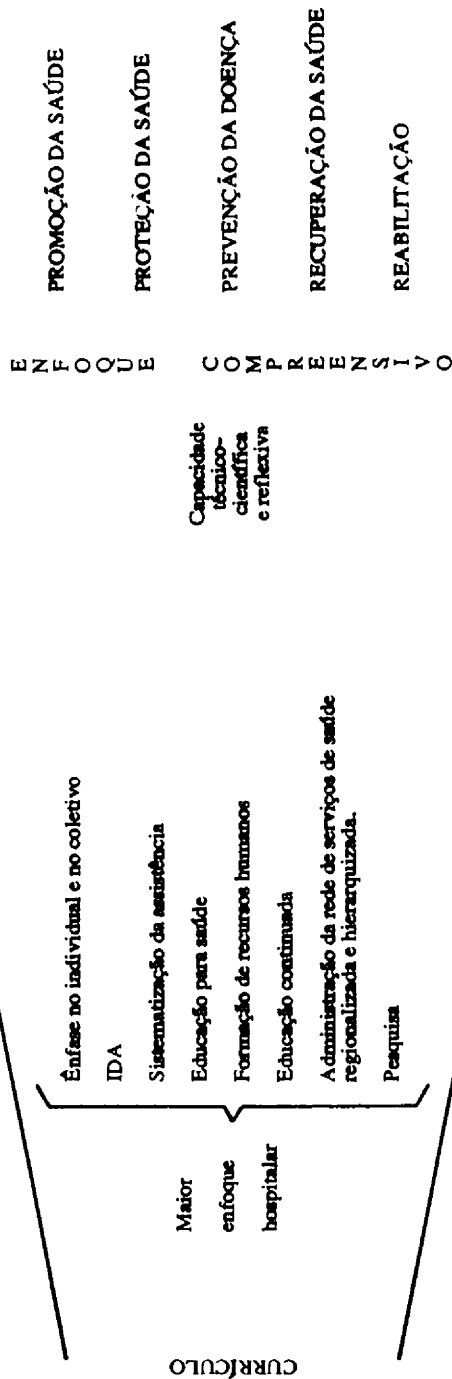 CURRÍCULO
Maior
enfoque
hospitalar
Ênfase no individual e no coletivo
IDA
Sistematização da assistência
Educação para saúde
Formação de recursos humanos
Educação continuada
Administração da rede de serviços de saúde
regionalizada e hierarquizada.
Pesquisa
Capacidade
técnico-
científica
e reflexiva
ENFOQUE COMPREENSIVO
PROMOÇÃO DA SAÚDE
PROTEÇÃO DA SAÚDE
PREVENÇÃO DA DOENÇA
RECUPERAÇÃO DA SAÚDE
REABILITAÇÃO